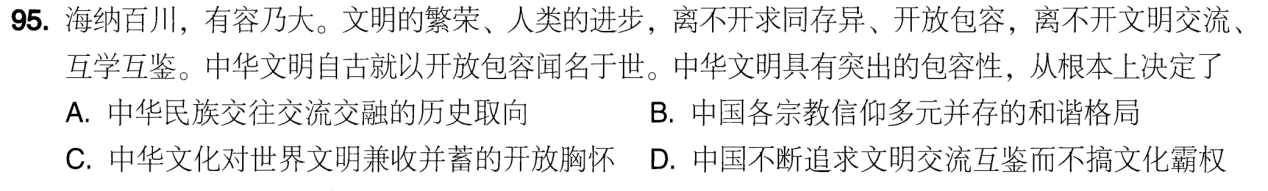 95. 海纳百川，有容乃大。文明的繁荣、人类的进步，离不开求同存异、开放包容，离不开文明交流、
互学互鉴。中华文明自古就以开放包容闻名于世。中华文明具有突出的包容性，从根本上决定了
A. 中华民族交往交流交融的历史取向 B. 中国各宗教信仰多元并存的和谐格局
C. 中华文化对世界文明兼收并蓄的开放胸怀 D. 中国不断追求文明交流互鉴而不搞文化霸权